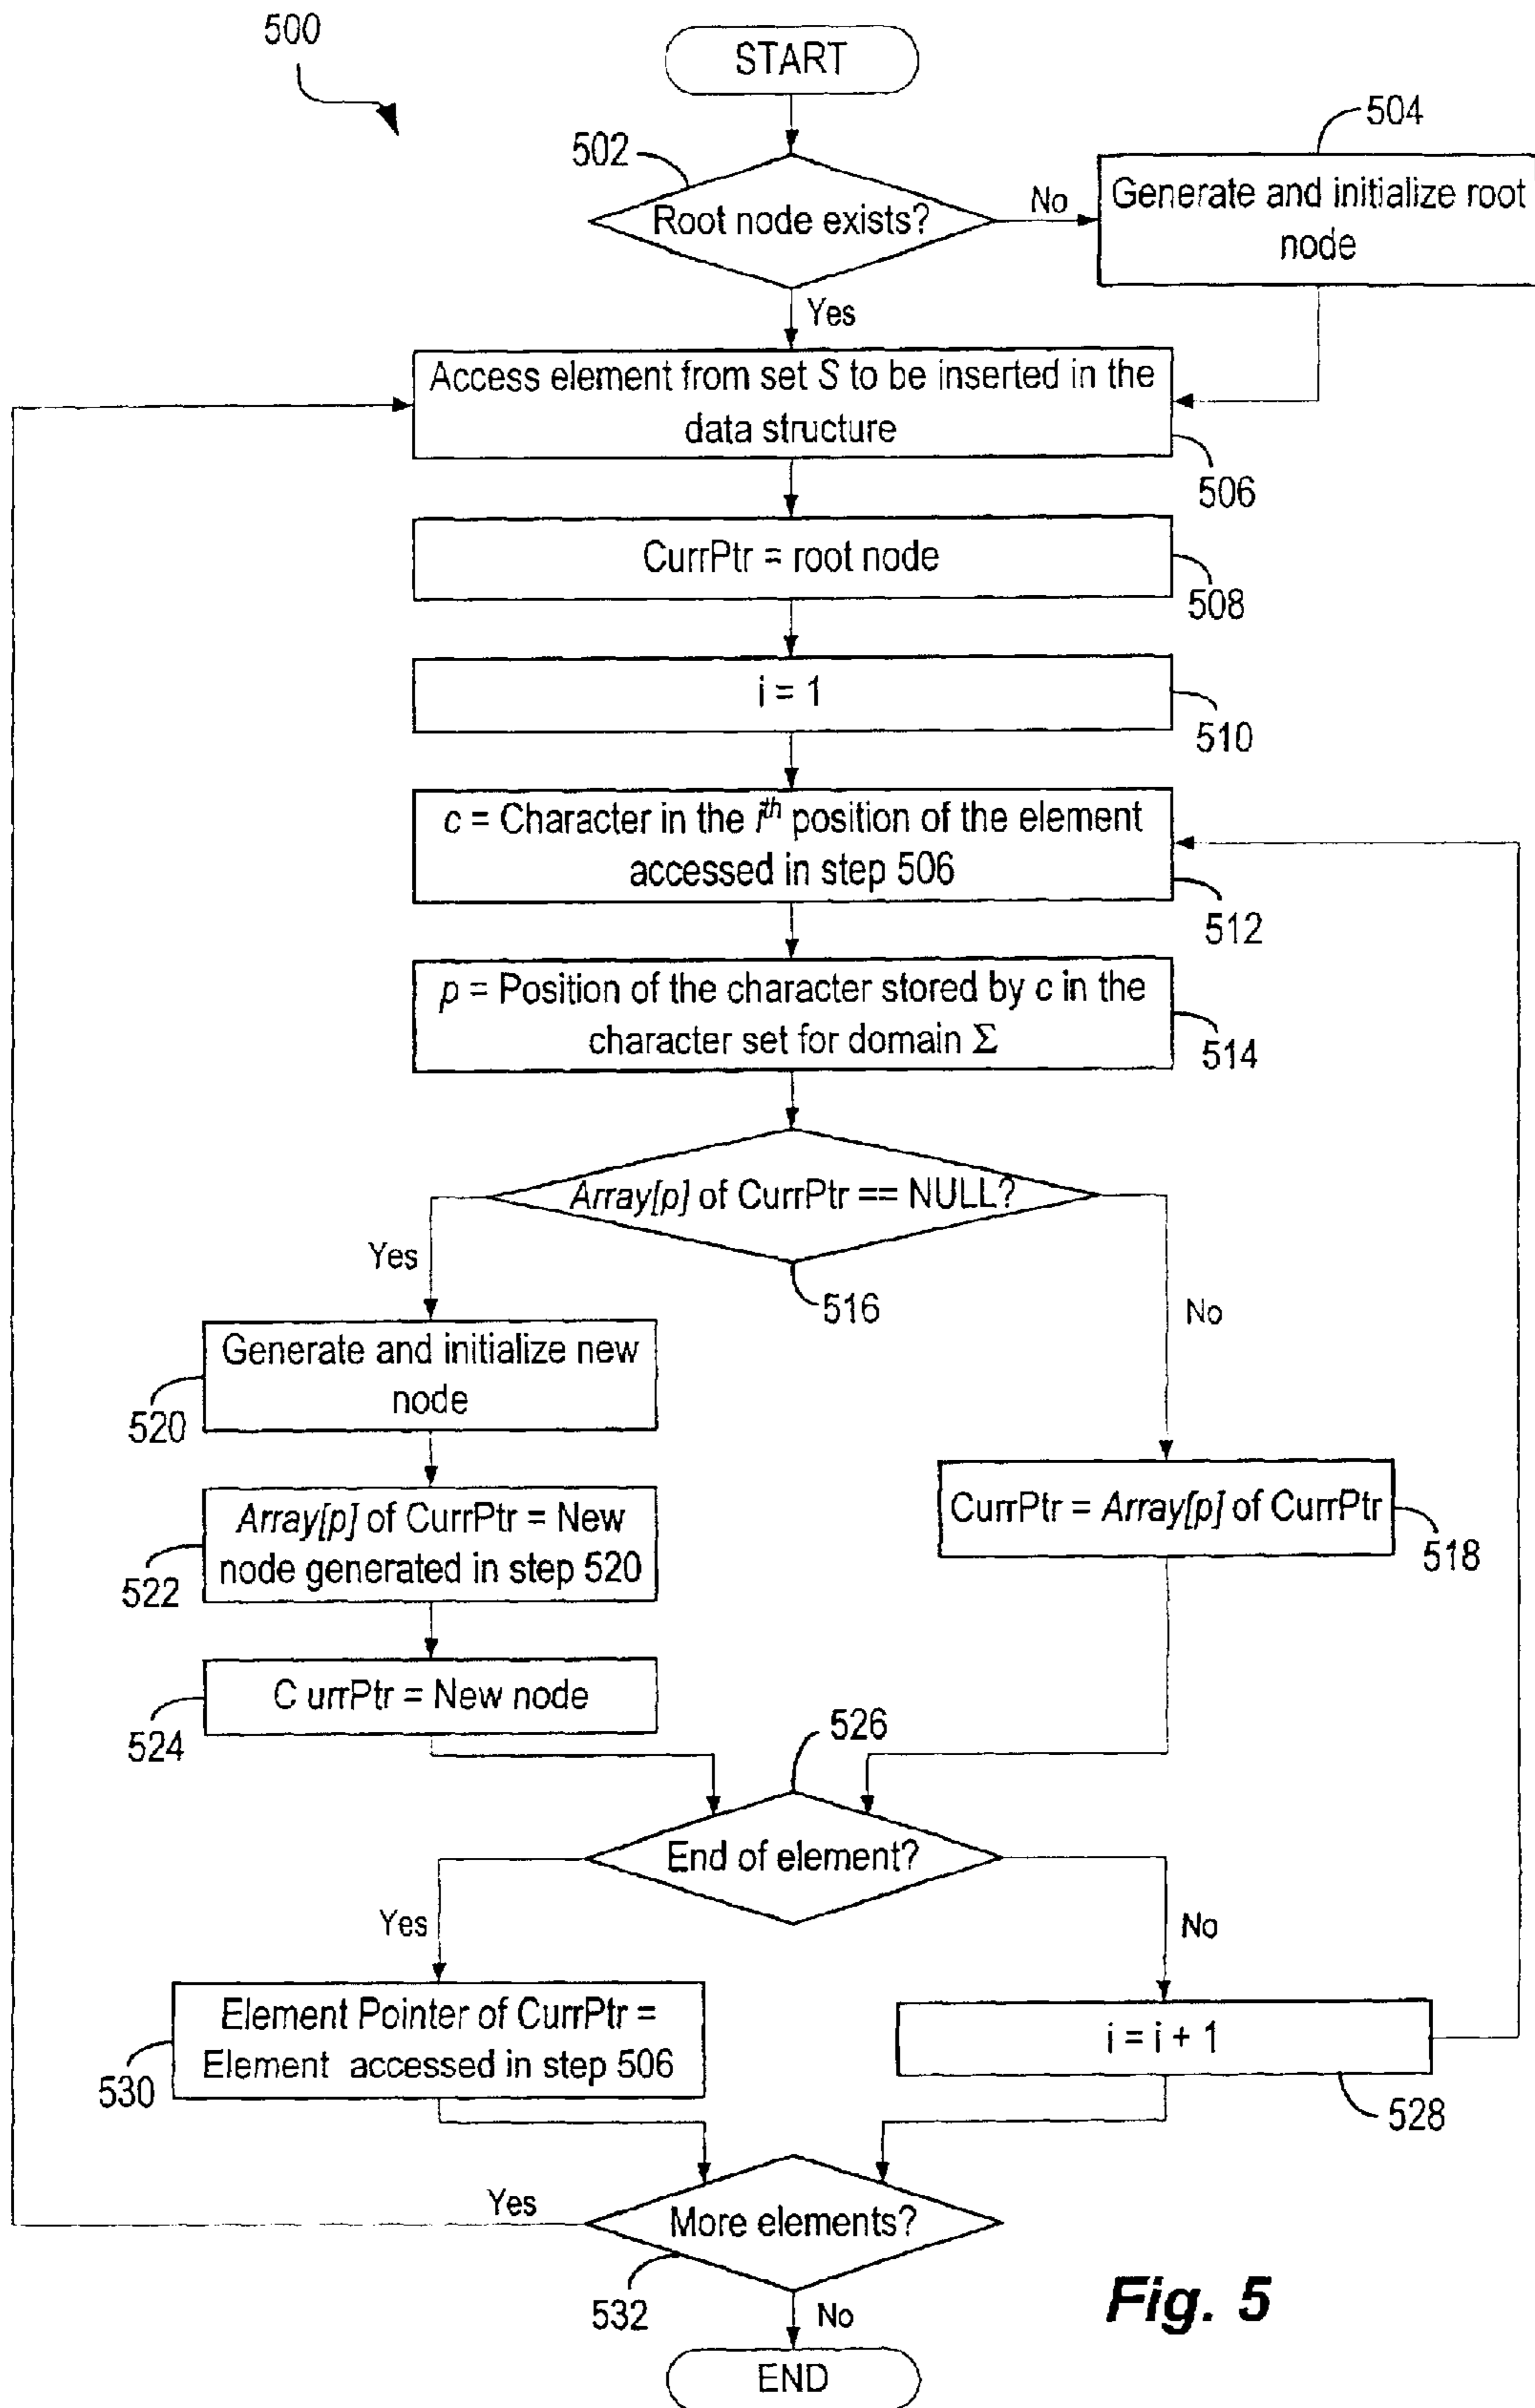 500
START
504
502
Root node exists?
No
Generate and initialize root
node
Yes
Access element from set S to be inserted in the
data structure
506
CurrPtr = root node
508
i = 1
510
c = Character in the ith position of the element
accessed in step 506
512
p = Position of the character stored by c in the
character set for domain Σ
514
Array[p] of CurrPtr == NULL?
Yes
516
No
Generate and initialize new
node
520
Array[p] of CurrPtr = New
node generated in step 520
522
CurrPtr = Array[p] of CurrPtr
518
C urrPtr = New node
524
526
End of element?
Yes
No
Element Pointer of CurrPtr =
Element accessed in step 506
530
i = i + 1
528
Yes
More elements?
532
No
Fig. 5
END